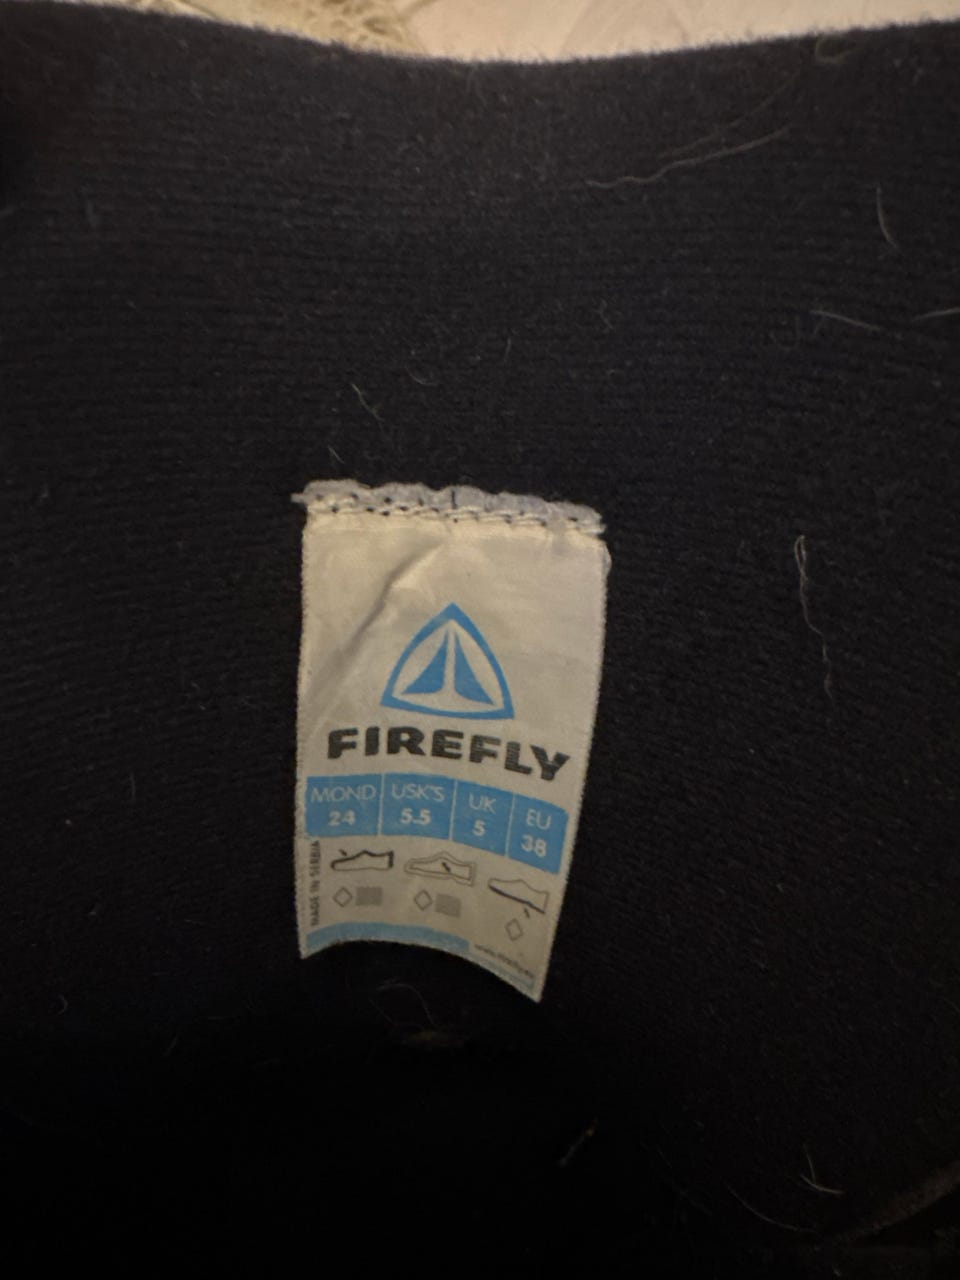 FIREFLY
MOND USK'S UK EU
24 5.5 5 38
MADE IN SERBIA